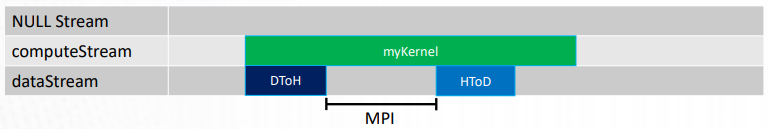 NULL Stream
computeStream
myKernel
dataStream
DToH
HToD
MPI